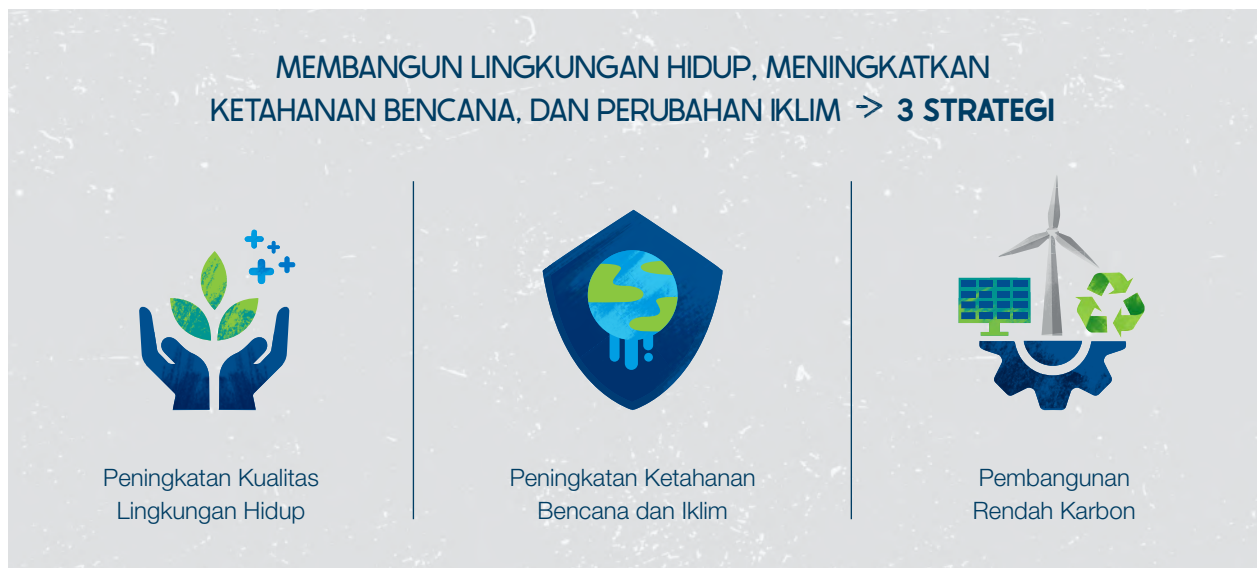 MEMBANGUN LINGKUNGAN HIDUP, MENINGKATKAN
KETAHANAN BENCANA, DAN PERUBAHAN IKLIM -> 3 STRATEGI
Peningkatan Kualitas
Lingkungan Hidup
Peningkatan Ketahanan
Bencana dan Iklim
Pembangunan
Rendah Karbon